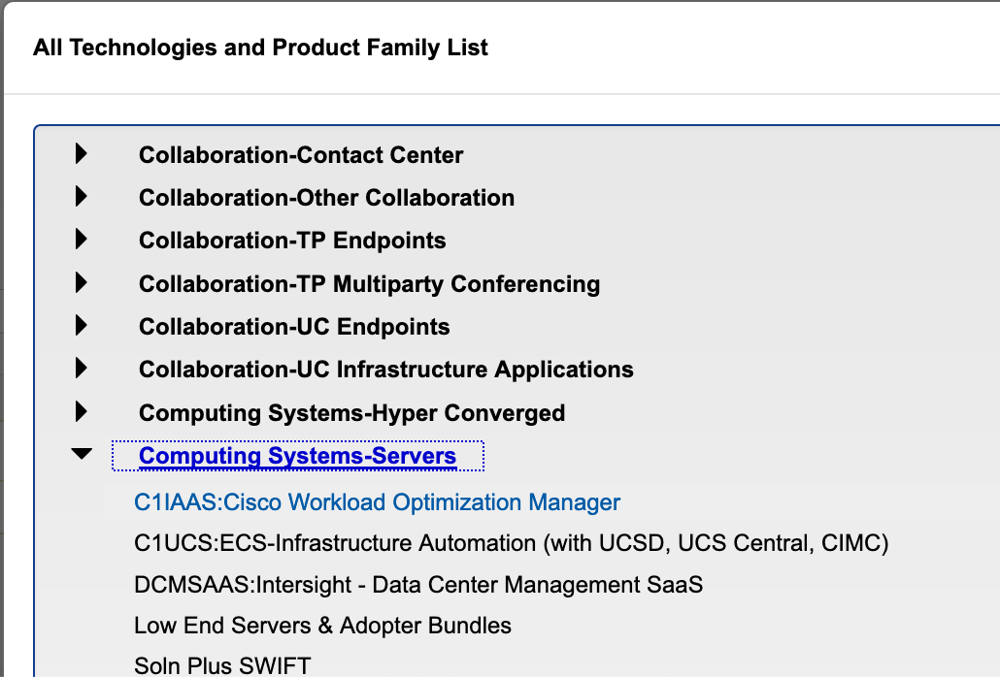 All Technologies and Product Family List
Collaboration-Contact Center
Collaboration-Other Collaboration
Collaboration-TP Endpoints
Collaboration-TP Multiparty Conferencing
Collaboration-UC Endpoints
Collaboration-UC Infrastructure Applications
Computing Systems-Hyper Converged
Computing Systems-Servers
C1IAAS:Cisco Workload Optimization Manager
C1UCS:ECS-Infrastructure Automation (with UCSD, UCS Central, CIMC)
DCMSAAS:Intersight - Data Center Management SaaS
Low End Servers & Adopter Bundles
Soln Plus SWIFT